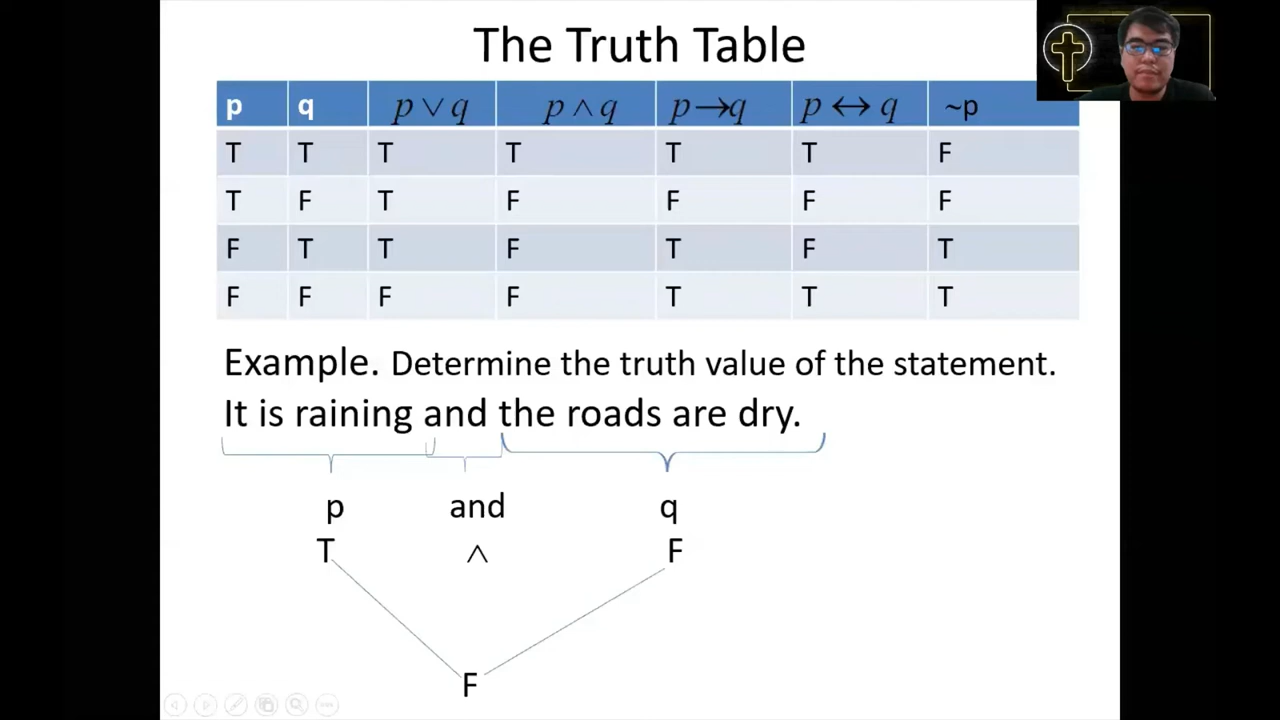 The Truth Table
p q p ∨ q p ∧ q p→q p ↔ q ~p
T T T T T T F
T F T F F F F
F T T F T F T
F F F F T T T
Example. Determine the truth value of the statement.
It is raining and the roads are dry.
p and q
T ∧ F
F